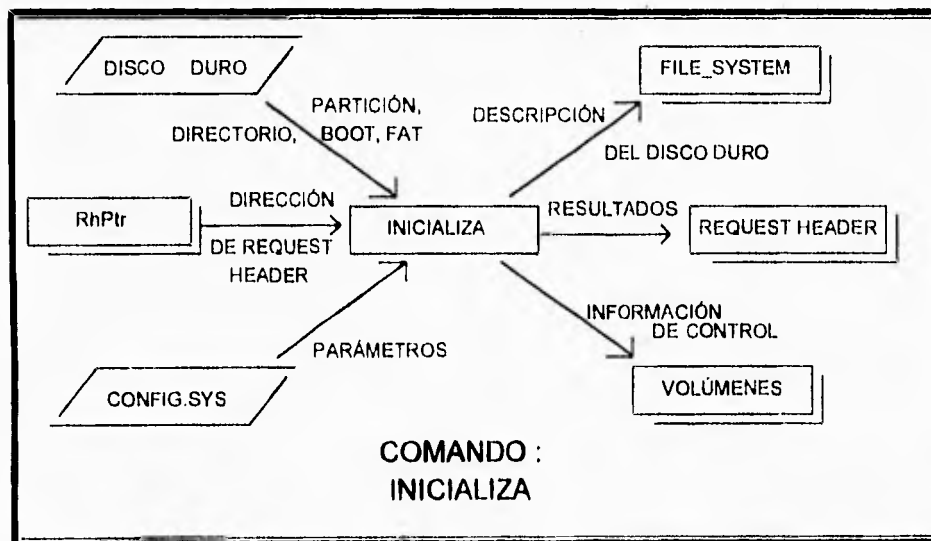 DISCO DURO
FILE_SYSTEM
PARTICIÓN,
DIRECTORIO, BOOT, FAT
DESCRIPCIÓN
DEL DISCO DURO
RhPtr
DIRECCIÓN
DE REQUEST
HEADER
INICIALIZA
RESULTADOS
REQUEST HEADER
PARÁMETROS
INFORMACIÓN
DE CONTROL
CONFIG.SYS
VOLÚMENES
COMANDO :
INICIALIZA